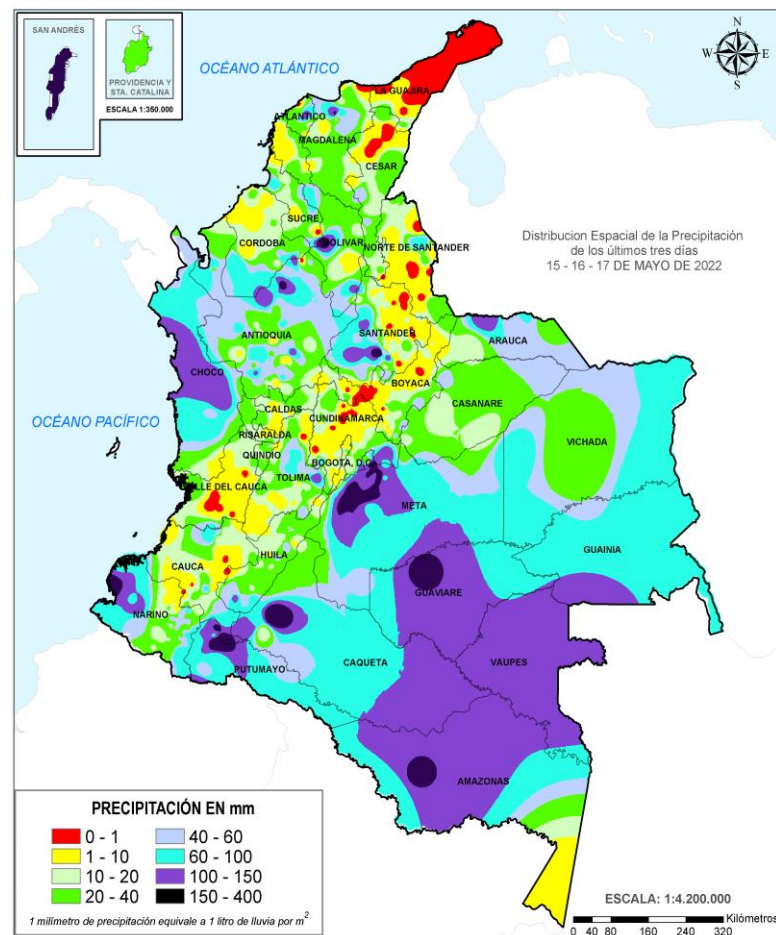 SAN ANDRÉS
PROVIDENCIA Y
STA. CATALINA
ESCALA 1:350.000
OCÉANO ATLÁNTICO
N
W E
S
LA GUAJIRA
ATLANTICO
MAGDALENA
CESAR
SUCRE
CORDOBA
BOLIVAR
NORTE DE SANTANDER
Distribucion Espacial de la Precipitación
de los últimos tres días
15 - 16 - 17 DE MAYO DE 2022
ANTIOQUIA
SANTANDER
ARAUCA
CHOCO
BOYACA
CASANARE
OCÉANO PACÍFICO
CALDAS
CUNDINAMARCA
RISARALDA
VICHADA
QUINDIO
BOGOTA, D.C.
TOLIMA
VALLE DEL CAUCA
META
GUAINIA
HUILA
CAUCA
GUAVIARE
NARINO
PUTUMAYO
CAQUETA
VAUPES
AMAZONAS
PRECIPITACIÓN EN mm
0 - 1 40 - 60
1 - 10 60 - 100
10 - 20 100 - 150
20 - 40 150 - 400
1 milímetro de precipitación equivale a 1 litro de lluvia por m2
ESCALA: 1:4.200.000
Kilómetros
0 40 80 160 240 320